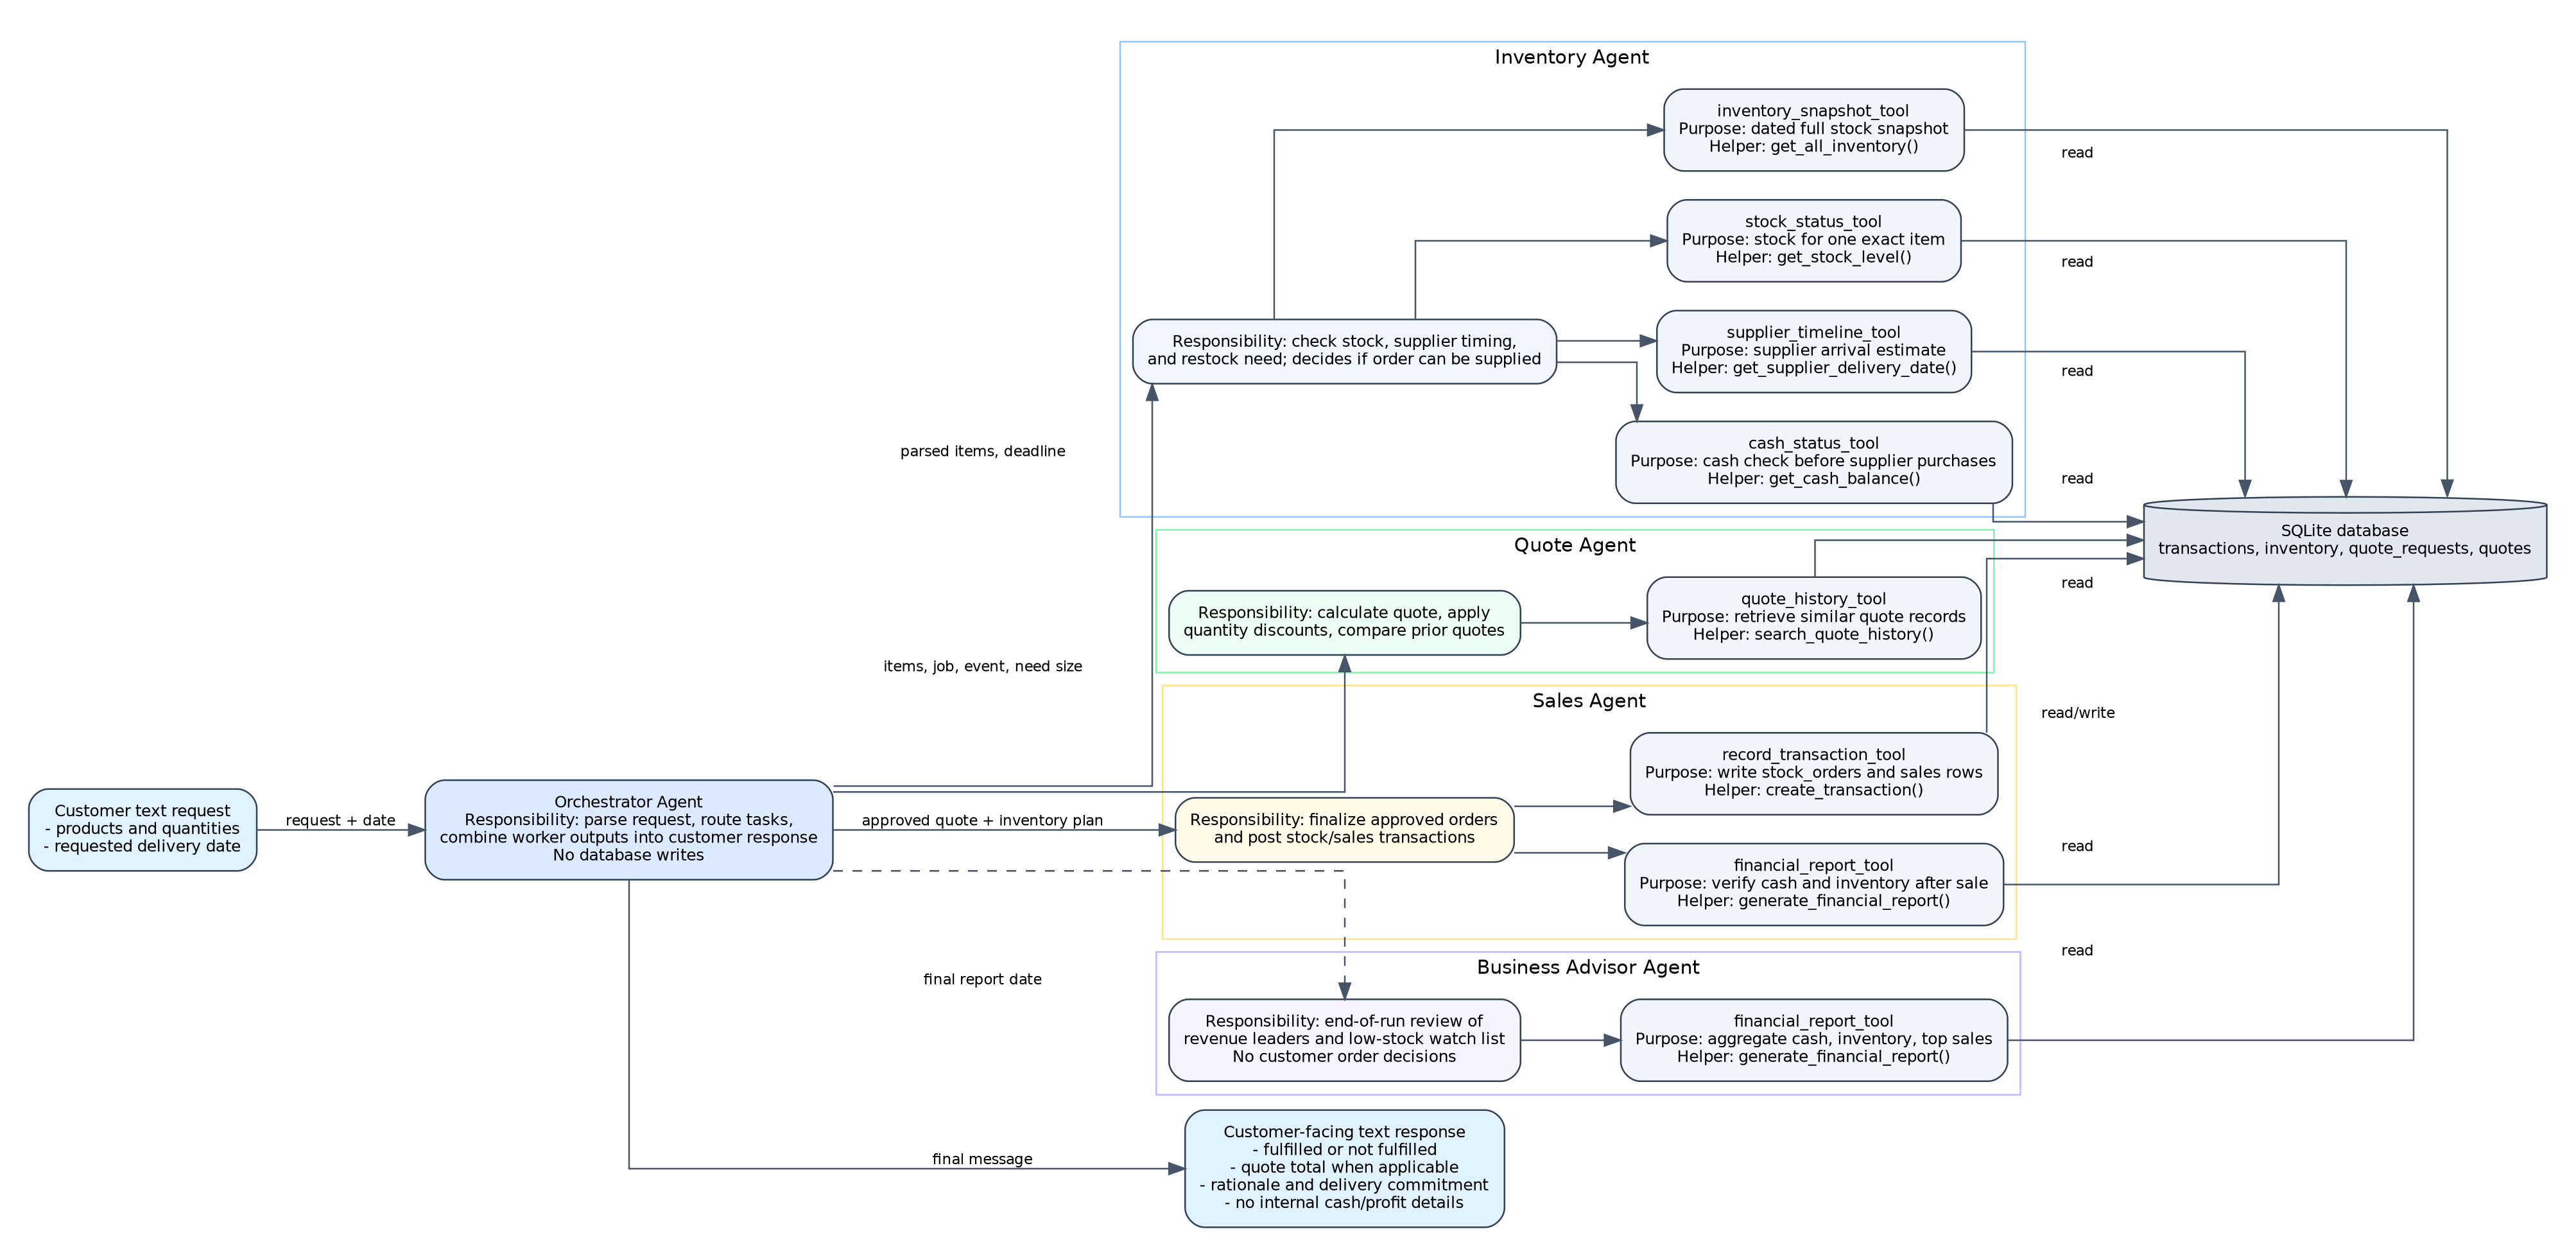 Inventory Agent
inventory_snapshot_tool
Purpose: dated full stock snapshot
Helper: get_all_inventory()
read
stock_status_tool
Purpose: stock for one exact item
Helper: get_stock_level()
read
Responsibility: check stock, supplier timing,
and restock need; decides if order can be supplied
supplier_timeline_tool
Purpose: supplier arrival estimate
Helper: get_supplier_delivery_date()
read
parsed items, deadline
cash_status_tool
Purpose: cash check before supplier purchases
Helper: get_cash_balance()
read
SQLite database
transactions, inventory, quote_requests, quotes
Quote Agent
Responsibility: calculate quote, apply
quantity discounts, compare prior quotes
quote_history_tool
Purpose: retrieve similar quote records
Helper: search_quote_history()
read
items, job, event, need size
Sales Agent
read/write
record_transaction_tool
Purpose: write stock_orders and sales rows
Helper: create_transaction()
Customer text request
- products and quantities
- requested delivery date
request + date
Orchestrator Agent
Responsibility: parse request, route tasks,
combine worker outputs into customer response
No database writes
approved quote + inventory plan
Responsibility: finalize approved orders
and post stock/sales transactions
financial_report_tool
Purpose: verify cash and inventory after sale
Helper: generate_financial_report()
read
Business Advisor Agent
read
final report date
Responsibility: end-of-run review of
revenue leaders and low-stock watch list
No customer order decisions
financial_report_tool
Purpose: aggregate cash, inventory, top sales
Helper: generate_financial_report()
final message
Customer-facing text response
- fulfilled or not fulfilled
- quote total when applicable
- rationale and delivery commitment
- no internal cash/profit details